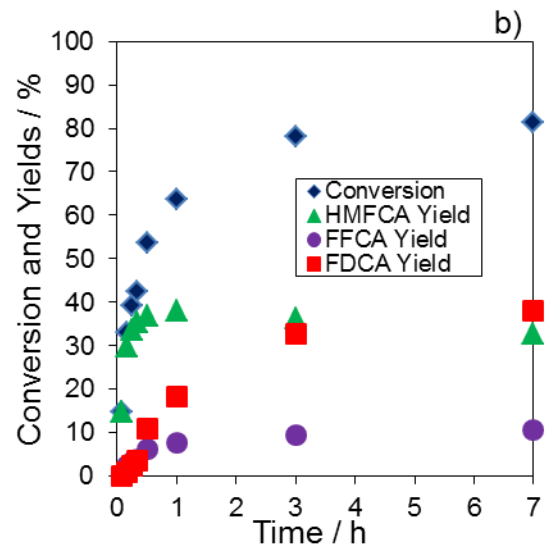 b)
Conversion and Yields / %
100
90
80
70
60
50
40
30
20
10
0
Conversion
HMFCA Yield
FFCA Yield
FDCA Yield
0 1 2 3 4 5 6 7
Time / h